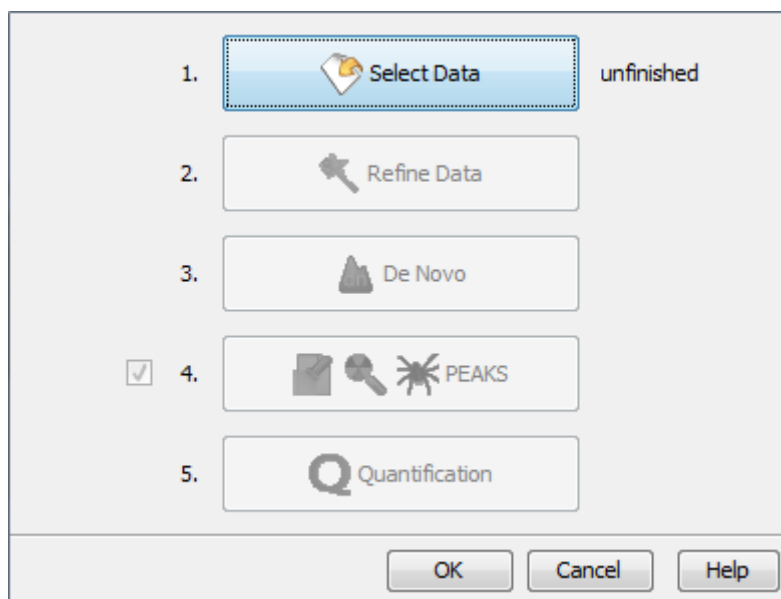 1. Select Data unfinished
2. Refine Data
3. De Novo
4. PEAKS
5. Q Quantification
OK Cancel Help